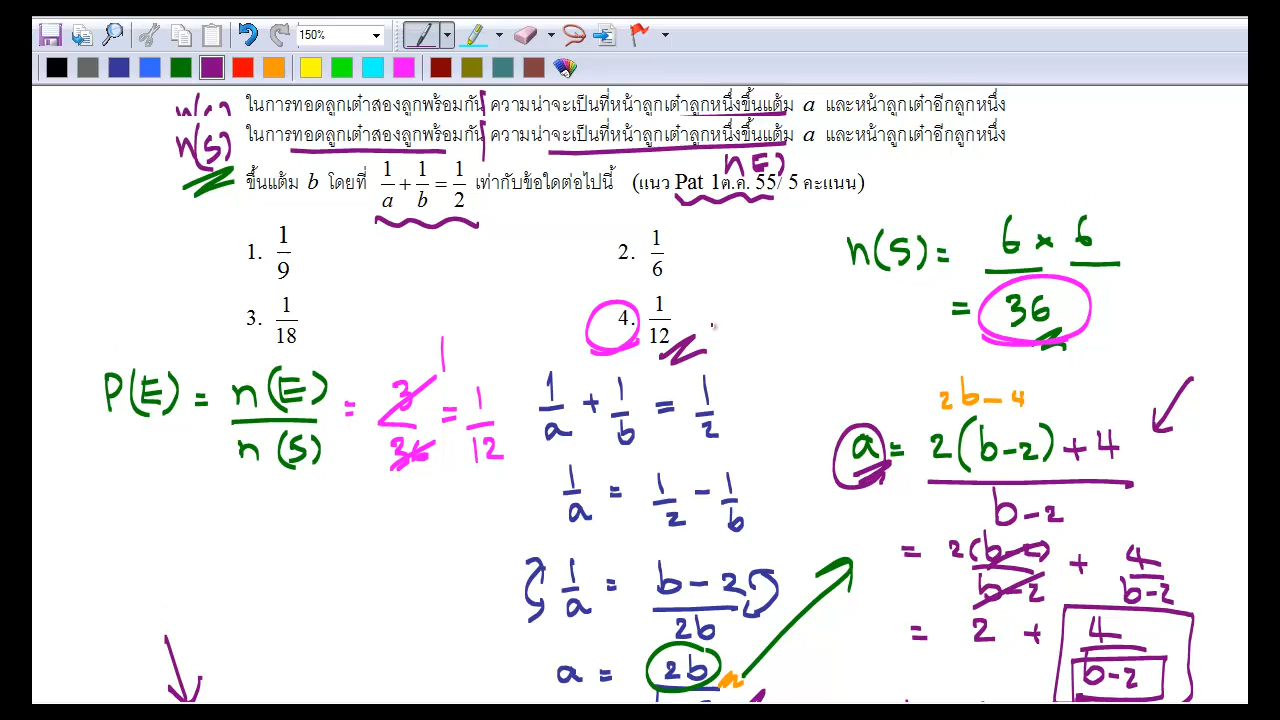 150%
n( ) ในการทอดลูกเต๋าสองลูกพร้อมกัน ความน่าจะเป็นที่หน้าลูกเต๋าลูกหนึ่งขึ้นแต้ม a และหน้าลูกเต๋าอีกลูกหนึ่ง
n(S) ในการทอดลูกเต๋าสองลูกพร้อมกัน ความน่าจะเป็นที่หน้าลูกเต๋าลูกหนึ่งขึ้นแต้ม a และหน้าลูกเต๋าอีกลูกหนึ่ง
n(E)
ขึ้นแต้ม b โดยที่ 1/a + 1/b = 1/2 เท่ากับข้อใดต่อไปนี้ (แนว Pat 1ต.ค. 55/ 5 คะแนน)
1. 1/9 2. 1/6
3. 1/18 4. 1/12
n(S) = 6 × 6
= 36
P(E) = n(E)/n(S) = 3/36 = 1/12
1
1/a + 1/b = 1/2
1/a = 1/2 - 1/b
1/a = b - 2/2b
a = 2b
2b - 4
a = 2(b-2) + 4/b-2
= 2(b-2)/b-2 + 4/b-2
= 2 + 4/b-2